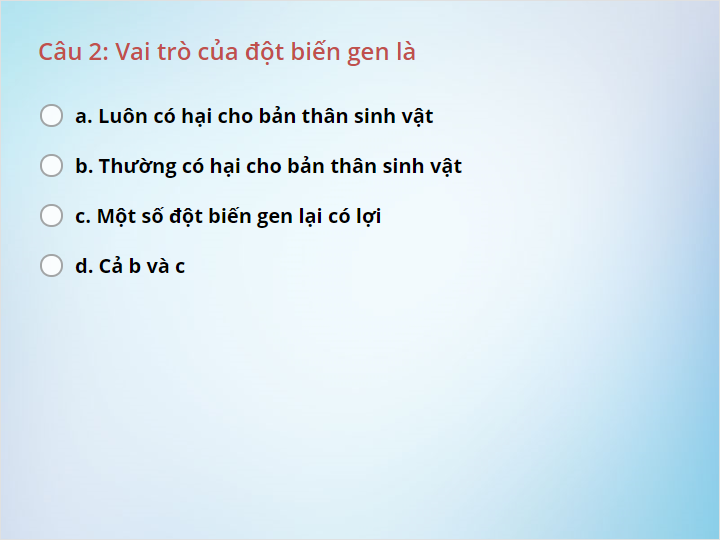 Câu 2: Vai trò của đột biến gen là
a. Luôn có hại cho bản thân sinh vật
b. Thường có hại cho bản thân sinh vật
c. Một số đột biến gen lại có lợi
d. Cả b và c